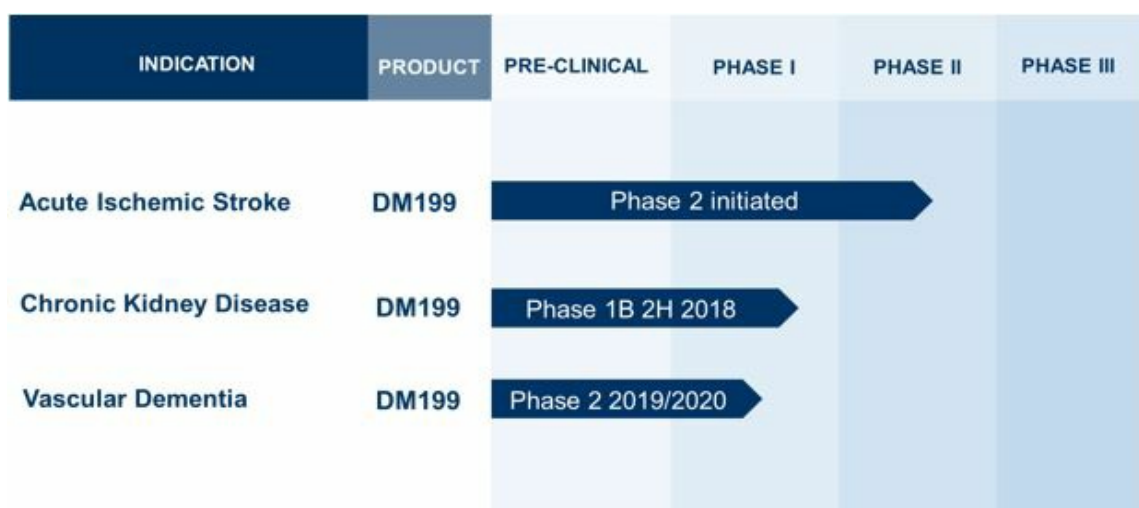 INDICATION PRODUCT PRE-CLINICAL PHASE I PHASE II PHASE III
Acute Ischemic Stroke DM199 Phase 2 initiated
Chronic Kidney Disease DM199 Phase 1B 2H 2018
Vascular Dementia DM199 Phase 2 2019/2020